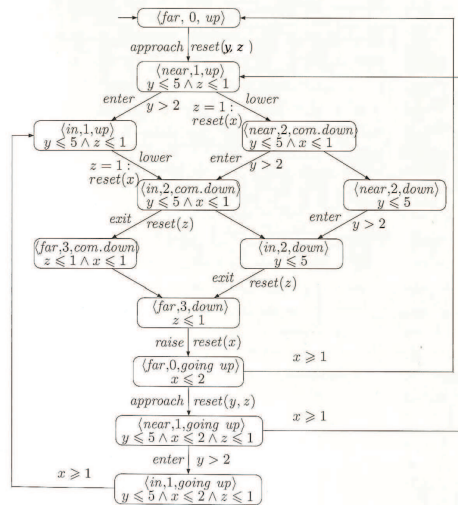 ⟨far, 0, up⟩
approach reset(y, z)
⟨near,1,up⟩
y ⩽ 5 ∧ z ⩽ 1
enter y > 2
z = 1 : lower
reset(x)
⟨in,1,up⟩
y ⩽ 5 ∧ z ⩽ 1
⟨near,2,com.down⟩
y ⩽ 5 ∧ x ⩽ 1
z = 1 : lower
reset(x)
enter y > 2
⟨in,2,com.down⟩
y ⩽ 5 ∧ x ⩽ 1
⟨near,2,down⟩
y ⩽ 5
exit reset(z)
enter y > 2
⟨far,3,com.down⟩
z ⩽ 1 ∧ x ⩽ 1
⟨in,2,down⟩
y ⩽ 5
exit reset(z)
⟨far,3,down⟩
z ⩽ 1
raise reset(x)
⟨far,0,going up⟩
x ⩽ 2
x ⩾ 1
approach reset(y, z)
⟨near,1,going up⟩
y ⩽ 5 ∧ x ⩽ 2 ∧ z ⩽ 1
x ⩾ 1
enter y > 2
x ⩾ 1
⟨in,1,going up⟩
y ⩽ 5 ∧ x ⩽ 2 ∧ z ⩽ 1